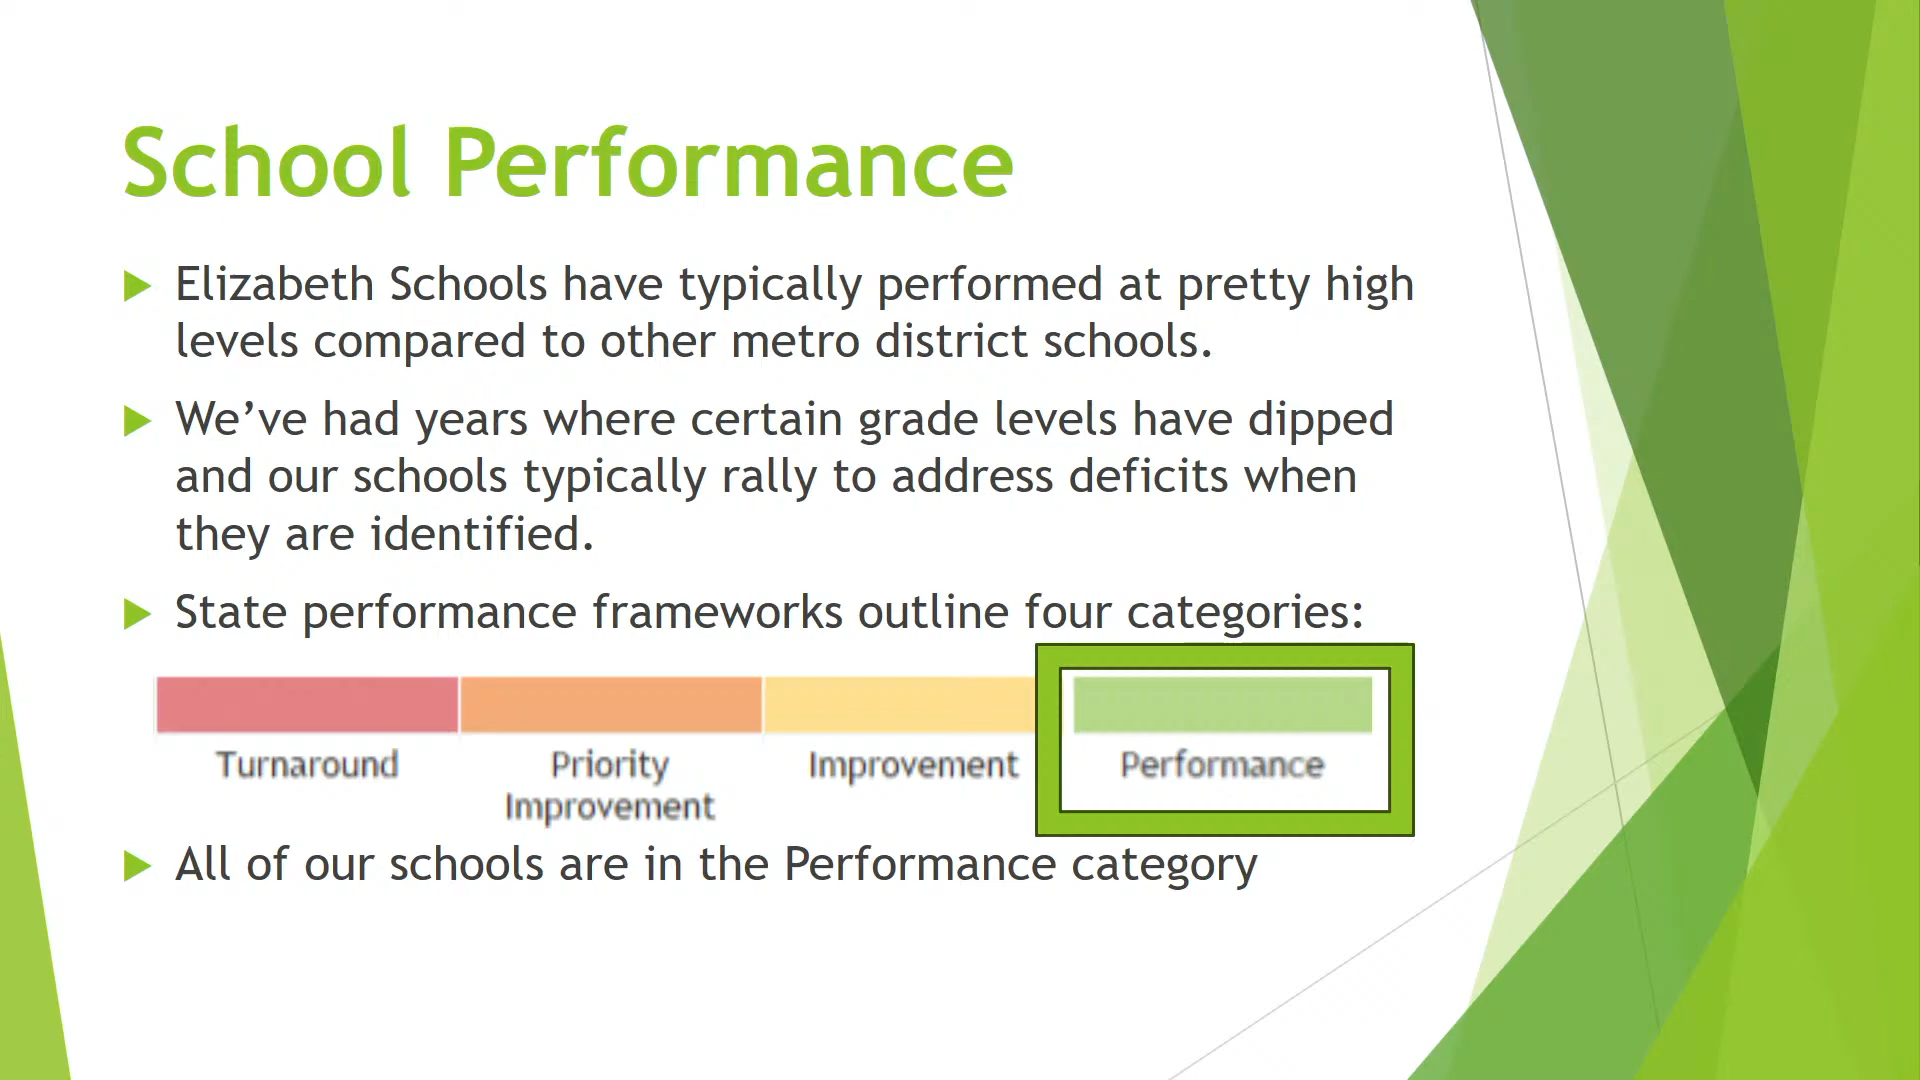 School Performance
Elizabeth Schools have typically performed at pretty high
levels compared to other metro district schools.
We’ve had years where certain grade levels have dipped
and our schools typically rally to address deficits when
they are identified.
State performance frameworks outline four categories:
Turnaround
Priority
Improvement
Improvement
Performance
All of our schools are in the Performance category